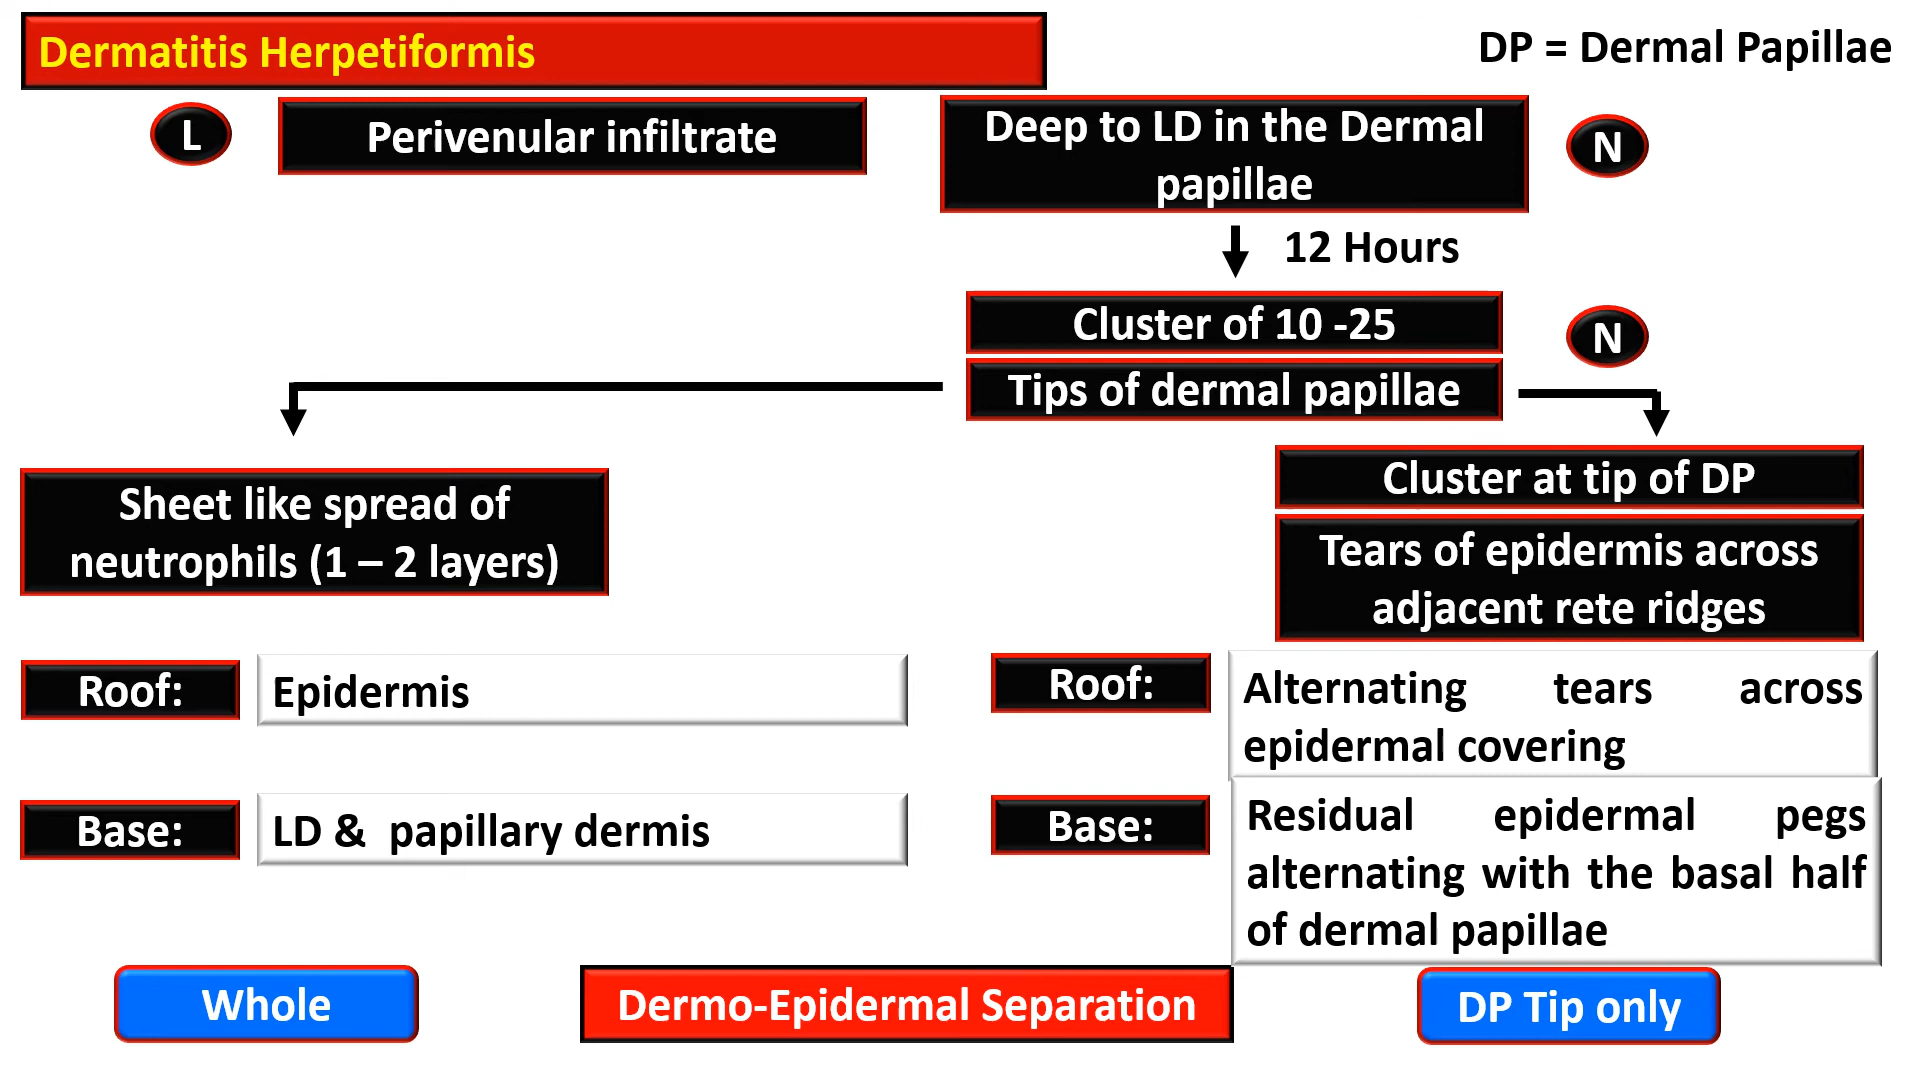 Dermatitis Herpetiformis
DP = Dermal Papillae
L
Perivenular infiltrate
Deep to LD in the Dermal
papillae
N
12 Hours
Cluster of 10 -25
N
Tips of dermal papillae
Sheet like spread of
neutrophils (1 – 2 layers)
Cluster at tip of DP
Tears of epidermis across
adjacent rete ridges
Roof:
Epidermis
Base:
LD & papillary dermis
Roof:
Alternating tears across
epidermal covering
Base:
Residual epidermal pegs
alternating with the basal half
of dermal papillae
Whole
Dermo-Epidermal Separation
DP Tip only